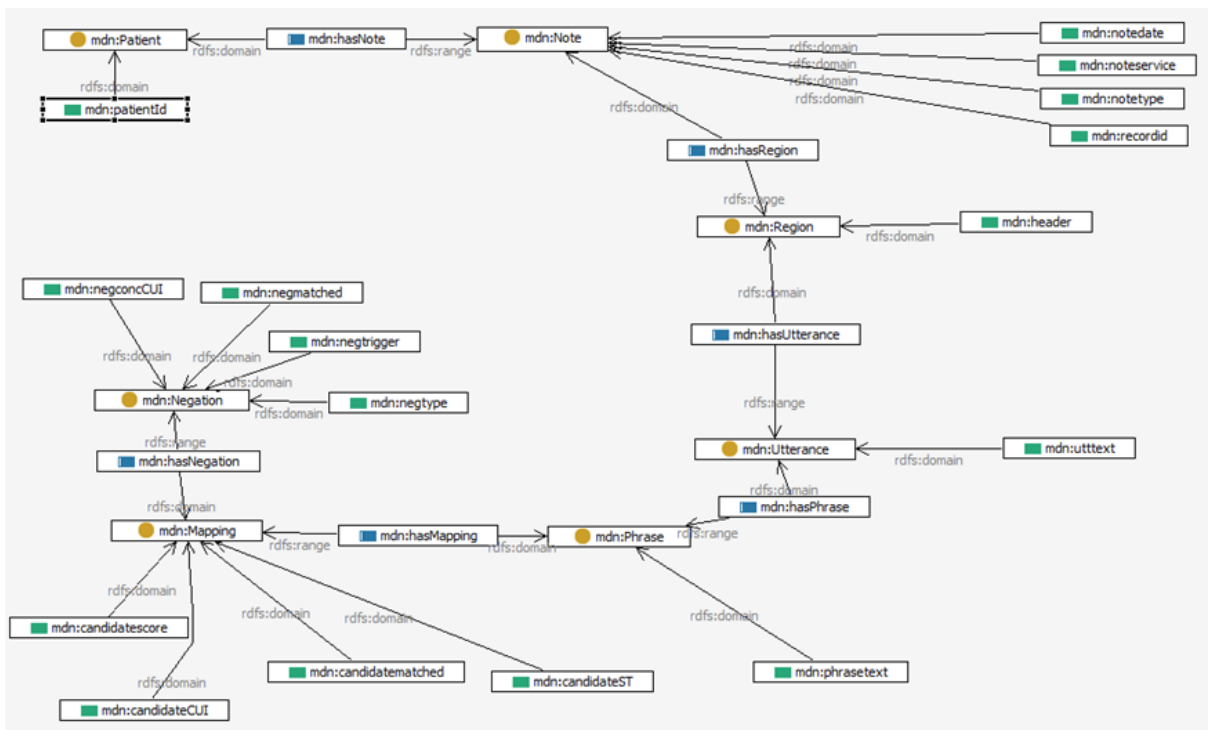 mdn:Patient
rdfs:domain
mdn:hasNote
rdfs:range
mdn:Note
mdn:notedate
rdfs:domain
mdn:noteservice
rdfs:domain
rdfs:domain
mdn:notetype
rdfs:domain
mdn:recordid
rdfs:domain
mdn:patientId
rdfs:domain
mdn:hasRegion
rdfs:range
mdn:Region
rdfs:domain
mdn:header
rdfs:domain
mdn:hasUtterance
rdfs:range
mdn:Utterance
rdfs:domain
mdn:utttext
mdn:negconcCUI
mdn:negmatched
mdn:negtrigger
rdfs:domain
rdfs:domain
rdfs:domain
mdn:Negation
rdfs:domain
mdn:negtype
rdfs:range
mdn:hasNegation
rdfs:domain
rdfs:domain
mdn:hasPhrase
rdfs:range
mdn:Mapping
rdfs:range
mdn:hasMapping
rdfs:domain
mdn:Phrase
rdfs:domain
rdfs:domain
rdfs:domain
rdfs:domain
mdn:candidatescore
mdn:candidatematched
mdn:candidateST
mdn:phrasetext
rdfs:domain
mdn:candidateCUI